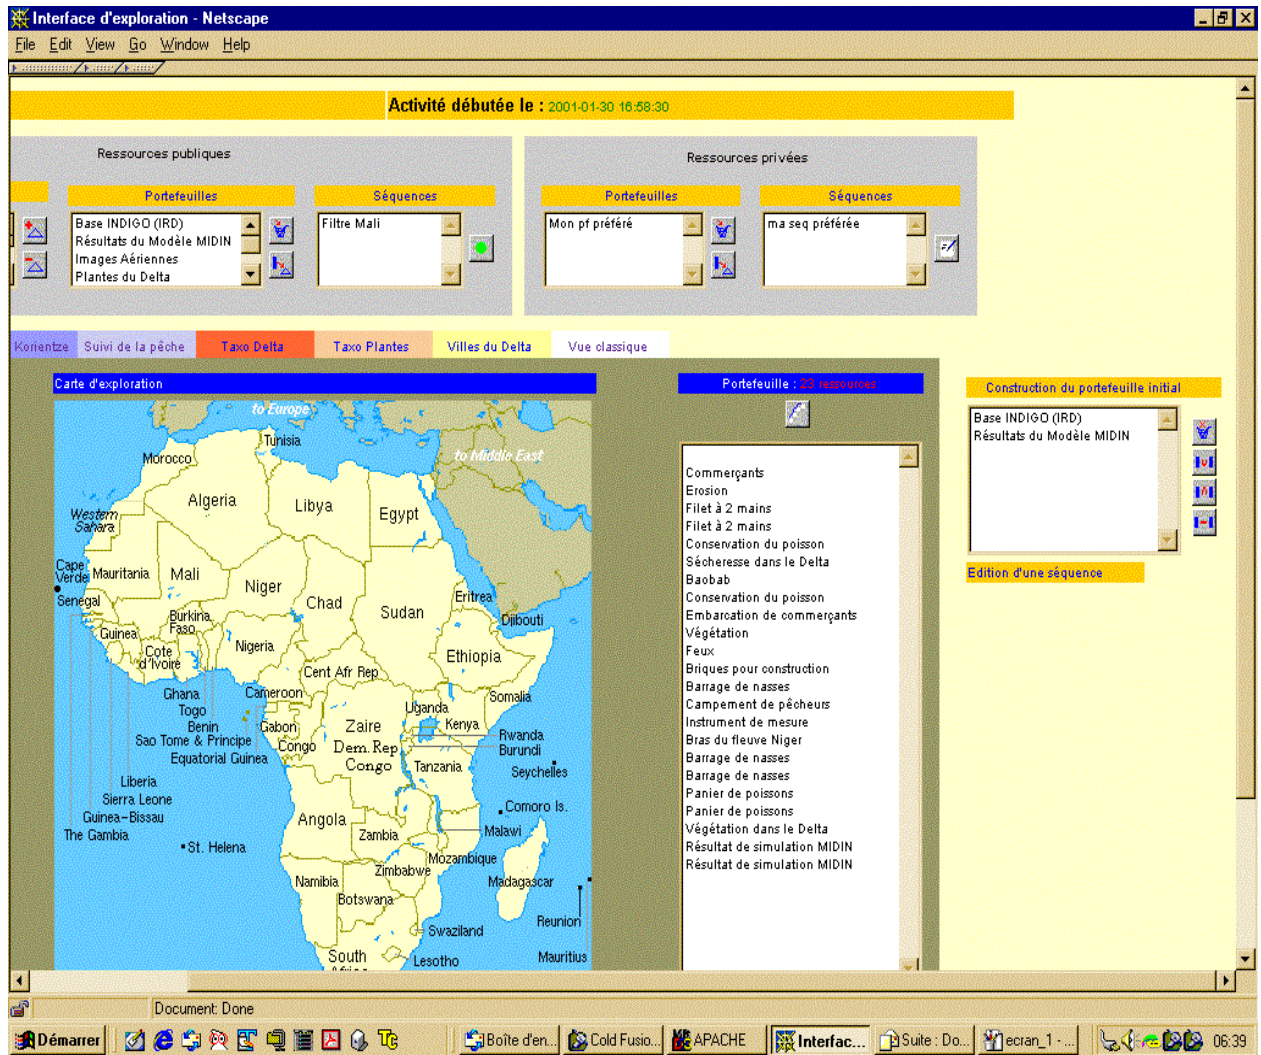 Interface d'exploration - Netscape
File Edit View Go Window Help
Activité débutée le : 2001-01-30 16:58:30
Ressources publiques
Ressources privées
Portefeuilles
Séquences
Portefeuilles
Séquences
Base INDIGO (IRD)
Résultats du Modèle MIDIN
Images Aériennes
Plantes du Delta
Filtre Mali
Mon pf préféré
ma seq préférée
Korientze Suivi de la pêche Taxo Delta Taxo Plantes Villes du Delta Vue classique
Carte d'exploration
Portefeuille : 23 ressources
Construction du portefeuille initial
Base INDIGO (IRD)
Résultats du Modèle MIDIN
Edition d'une séquence
to Europe
to Middle East
Tunisia
Morocco
Algeria
Libya
Egypt
Western
Sahara
Cape
Verde
Mauritania
Mali
Niger
Chad
Sudan
Eritrea
Djibouti
Senegal
Burkina
Faso
Guinea
Cote
d'Ivoire
Nigeria
Cent Afr Rep
Ethiopia
Somalia
Ghana
Togo
Benin
Sao Tome & Principe
Equatorial Guinea
Cameroon
Gabon
Congo
Zaire
Dem. Rep
Congo
Uganda
Kenya
Rwanda
Burundi
Tanzania
Seychelles
Liberia
Sierra Leone
Guinea-Bissau
The Gambia
St. Helena
Angola
Zambia
Comoro Is.
Malawi
Mozambique
Zimbabwe
Madagascar
Namibia
Botswana
Reunion
Swaziland
Mauritius
South
Africa
Lesotho
Commerçants
Erosion
Filet à 2 mains
Filet à 2 mains
Conservation du poisson
Sécheresse dans le Delta
Baobab
Conservation du poisson
Embarcation de commerçants
Végétation
Feux
Briques pour construction
Barrage de nasses
Campement de pêcheurs
Instrument de mesure
Bras du fleuve Niger
Barrage de nasses
Barrage de nasses
Panier de poissons
Panier de poissons
Végétation dans le Delta
Résultat de simulation MIDIN
Résultat de simulation MIDIN
Document: Done
Démarrer Boîte d'en... Cold Fusio... APACHE Interfac... Suite : Do... ecran_1 - ... 06:39